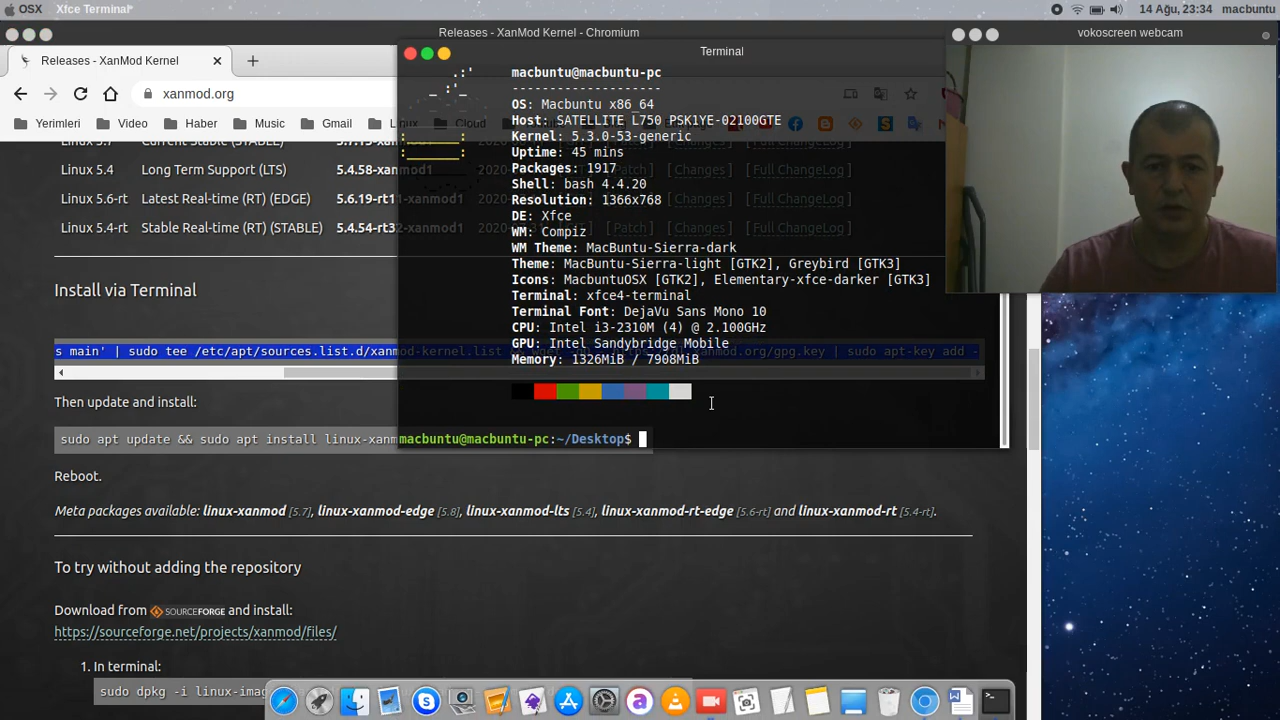 OSX
Xfce Terminal*
14 Ağu, 23:34
macbuntu
Releases - XanMod Kernel - Chromium
Releases - XanMod Kernel
xanmod.org
Yerimleri
Video
Haber
Music
Gmail
Cloud
Linux 5.4 Long Term Support (LTS) 5.4.58-xanmod1
Linux 5.6-rt Latest Real-time (RT) (EDGE)
Linux 5.4-rt Stable Real-time (RT) (STABLE)
[Changes] [Full ChangeLog]
Install via Terminal
s main' | sudo tee /etc/apt/sources.list.d/xanmod-kernel.list
| sudo apt-key add -
Then update and install:
sudo apt update && sudo apt install linux-xanm
Reboot.
Meta packages available: linux-xanmod [5.7], linux-xanmod-edge [5.8], linux-xanmod-lts [5.4], linux-xanmod-rt-edge [5.6-rt] and linux-xanmod-rt [5.4-rt].
To try without adding the repository
Download from SOURCEFORGE and install:
https://sourceforge.net/projects/xanmod/files/
1. In terminal:
sudo dpkg -i linux-imag
Terminal
macbuntu@macbuntu-pc
--------------------
OS: Macbuntu x86_64
Host: SATELLITE L750 PSK1YE-02100GTE
Kernel: 5.3.0-53-generic
Uptime: 45 mins
Packages: 1917
Shell: bash 4.4.20
Resolution: 1366x768
DE: Xfce
WM: Compiz
WM Theme: MacBuntu-Sierra-dark
Theme: MacBuntu-Sierra-light [GTK2], Greybird [GTK3]
Icons: MacbuntuOSX [GTK2], Elementary-xfce-darker [GTK3]
Terminal: xfce4-terminal
Terminal Font: DejaVu Sans Mono 10
CPU: Intel i3-2310M (4) @ 2.100GHz
GPU: Intel Sandybridge Mobile
Memory: 1326MiB / 7908MiB
macbuntu@macbuntu-pc:~/Desktop$
vokoscreen webcam